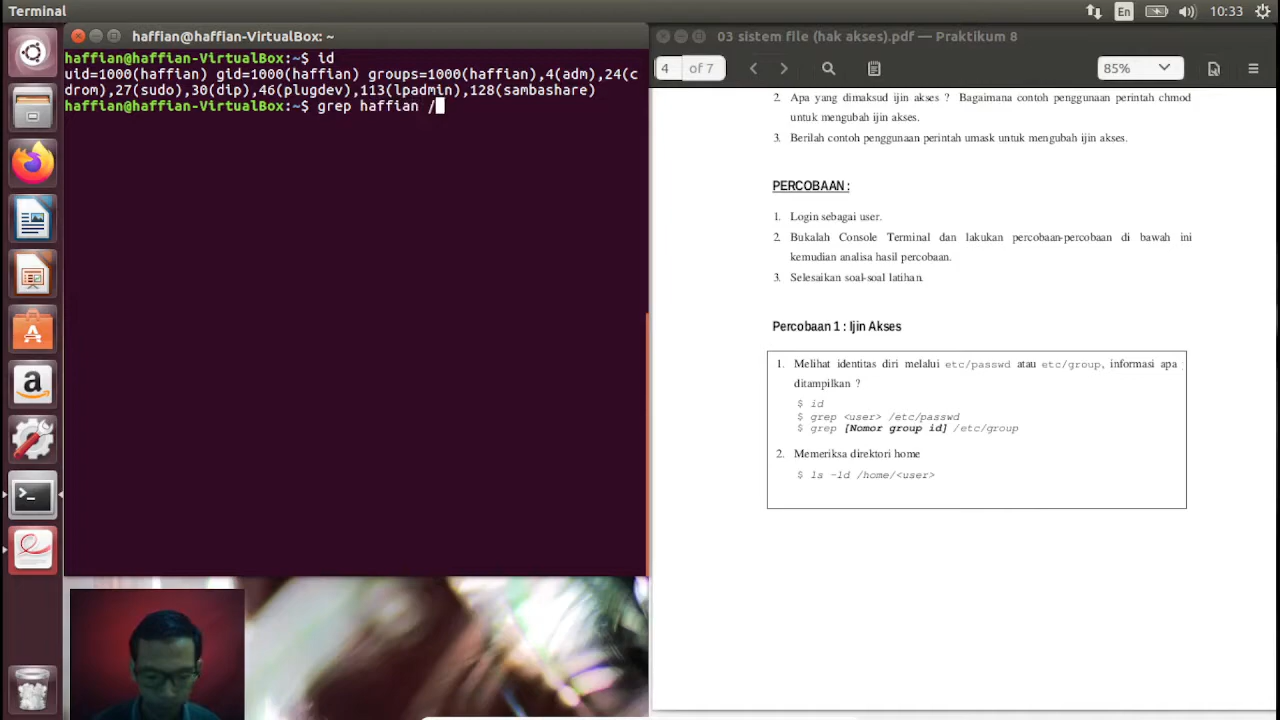 Terminal
En
10:33
haffian@haffian-VirtualBox: ~
haffian@haffian-VirtualBox:~$ id
uid=1000(haffian) gid=1000(haffian) groups=1000(haffian),4(adm),24(c
drom),27(sudo),30(dip),46(plugdev),113(lpadmin),128(sambashare)
haffian@haffian-VirtualBox:~$ grep haffian /
03 sistem file (hak akses).pdf — Praktikum 8
4 of 7
85%
2. Apa yang dimaksud ijin akses ? Bagaimana contoh penggunaan perintah chmod
untuk mengubah ijin akses.
3. Berilah contoh penggunaan perintah umask untuk mengubah ijin akses.
PERCOBAAN :
1. Login sebagai user.
2. Bukalah Console Terminal dan lakukan percobaan-percobaan di bawah ini
kemudian analisa hasil percobaan.
3. Selesaikan soal-soal latihan.
Percobaan 1 : Ijin Akses
1. Melihat identitas diri melalui etc/passwd atau etc/group, informasi apa
ditampilkan ?
$ id
$ grep <user> /etc/passwd
$ grep [Nomor group id] /etc/group
2. Memeriksa direktori home
$ ls -ld /home/<user>